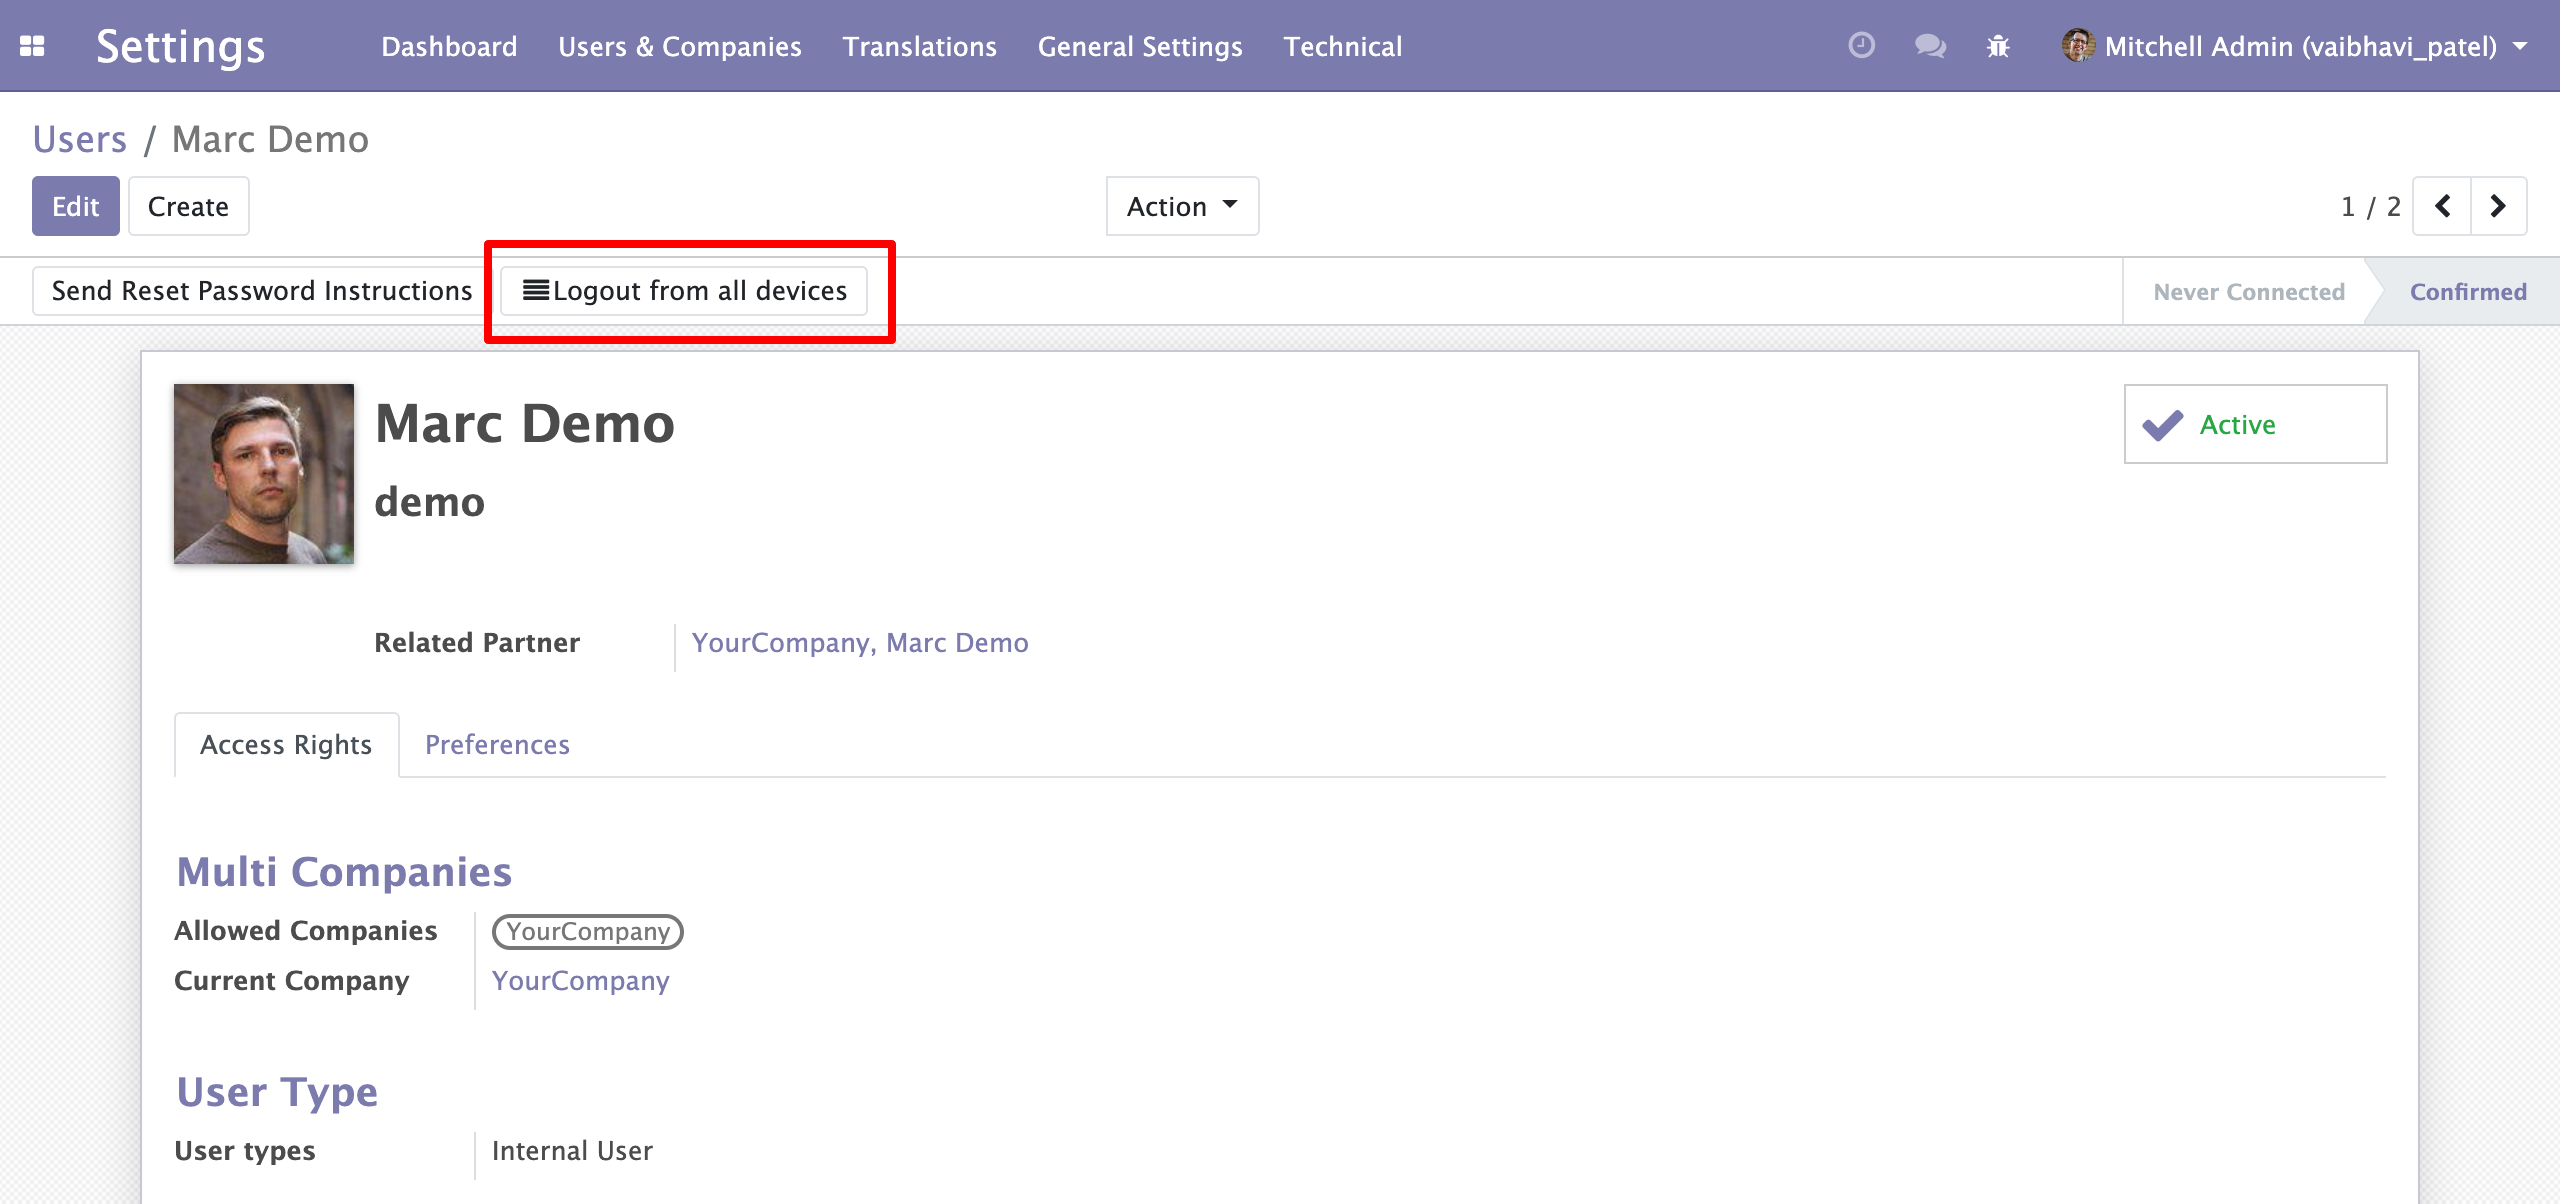 Settings Dashboard Users & Companies Translations General Settings Technical Mitchell Admin (vaibhavi_patel)
Users / Marc Demo
Edit Create Action 1 / 2
Send Reset Password Instructions Logout from all devices Never Connected Confirmed
Marc Demo
Active
demo
Related Partner YourCompany, Marc Demo
Access Rights Preferences
Multi Companies
Allowed Companies YourCompany
Current Company YourCompany
User Type
User types Internal User